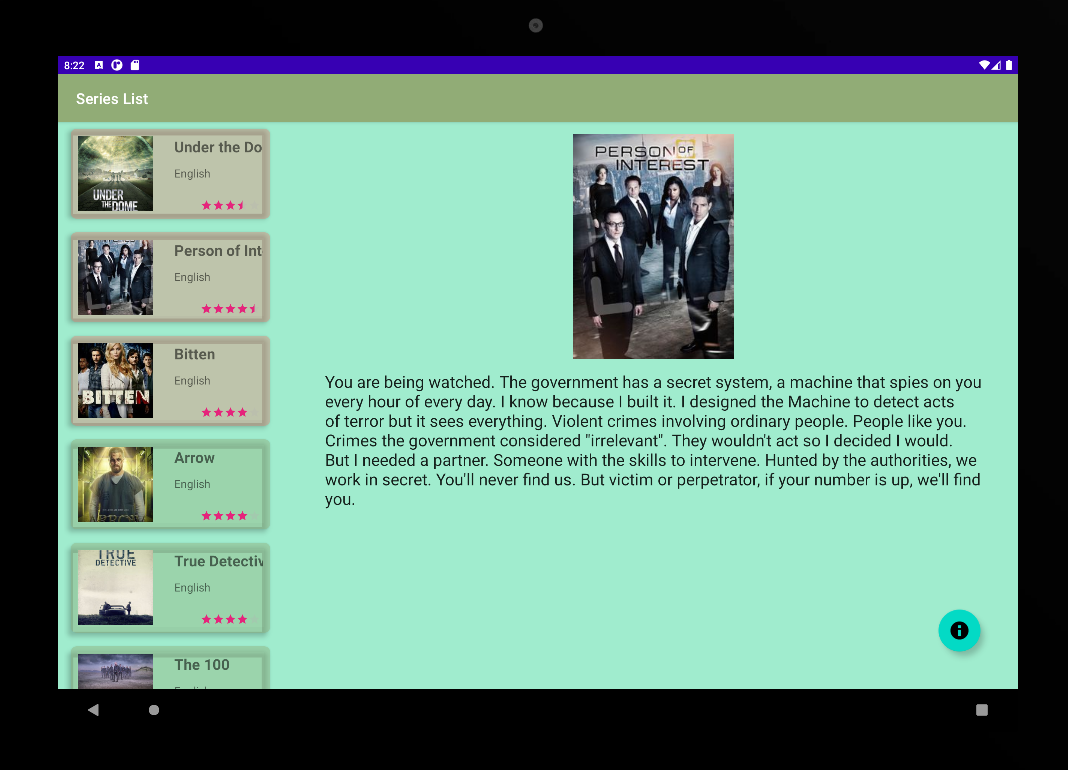 8:22
Series List
Under the Do
English
UNDER
THE DOME
Person of Int
English
Bitten
English
BITTEN
Arrow
English
ARROW
True Detectiv
English
TRUE
DETECTIVE
The 100
PERSON OF
INTEREST
You are being watched. The government has a secret system, a machine that spies on you
every hour of every day. I know because I built it. I designed the Machine to detect acts
of terror but it sees everything. Violent crimes involving ordinary people. People like you.
Crimes the government considered "irrelevant". They wouldn't act so I decided I would.
But I needed a partner. Someone with the skills to intervene. Hunted by the authorities, we
work in secret. You'll never find us. But victim or perpetrator, if your number is up, we'll find
you.